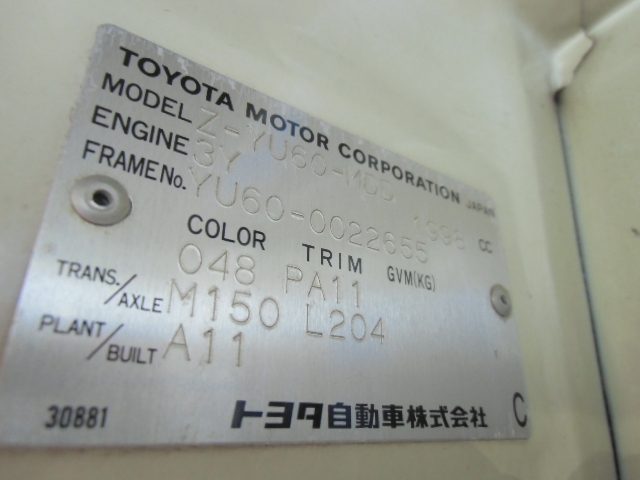 TOYOTA MOTOR CORPORATION JAPAN
MODEL Z-YU60-MDD
ENGINE 3Y 1998 CC
FRAME No. YU60-0022655
COLOR TRIM GVM(KG)
048 PA11
TRANS./AXLE M150 L204
PLANT/BUILT A11
30881 トヨタ自動車株式会社 C